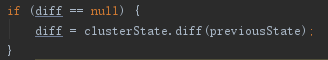 if (diff == null) {
    diff = clusterState.diff(previousState);
}